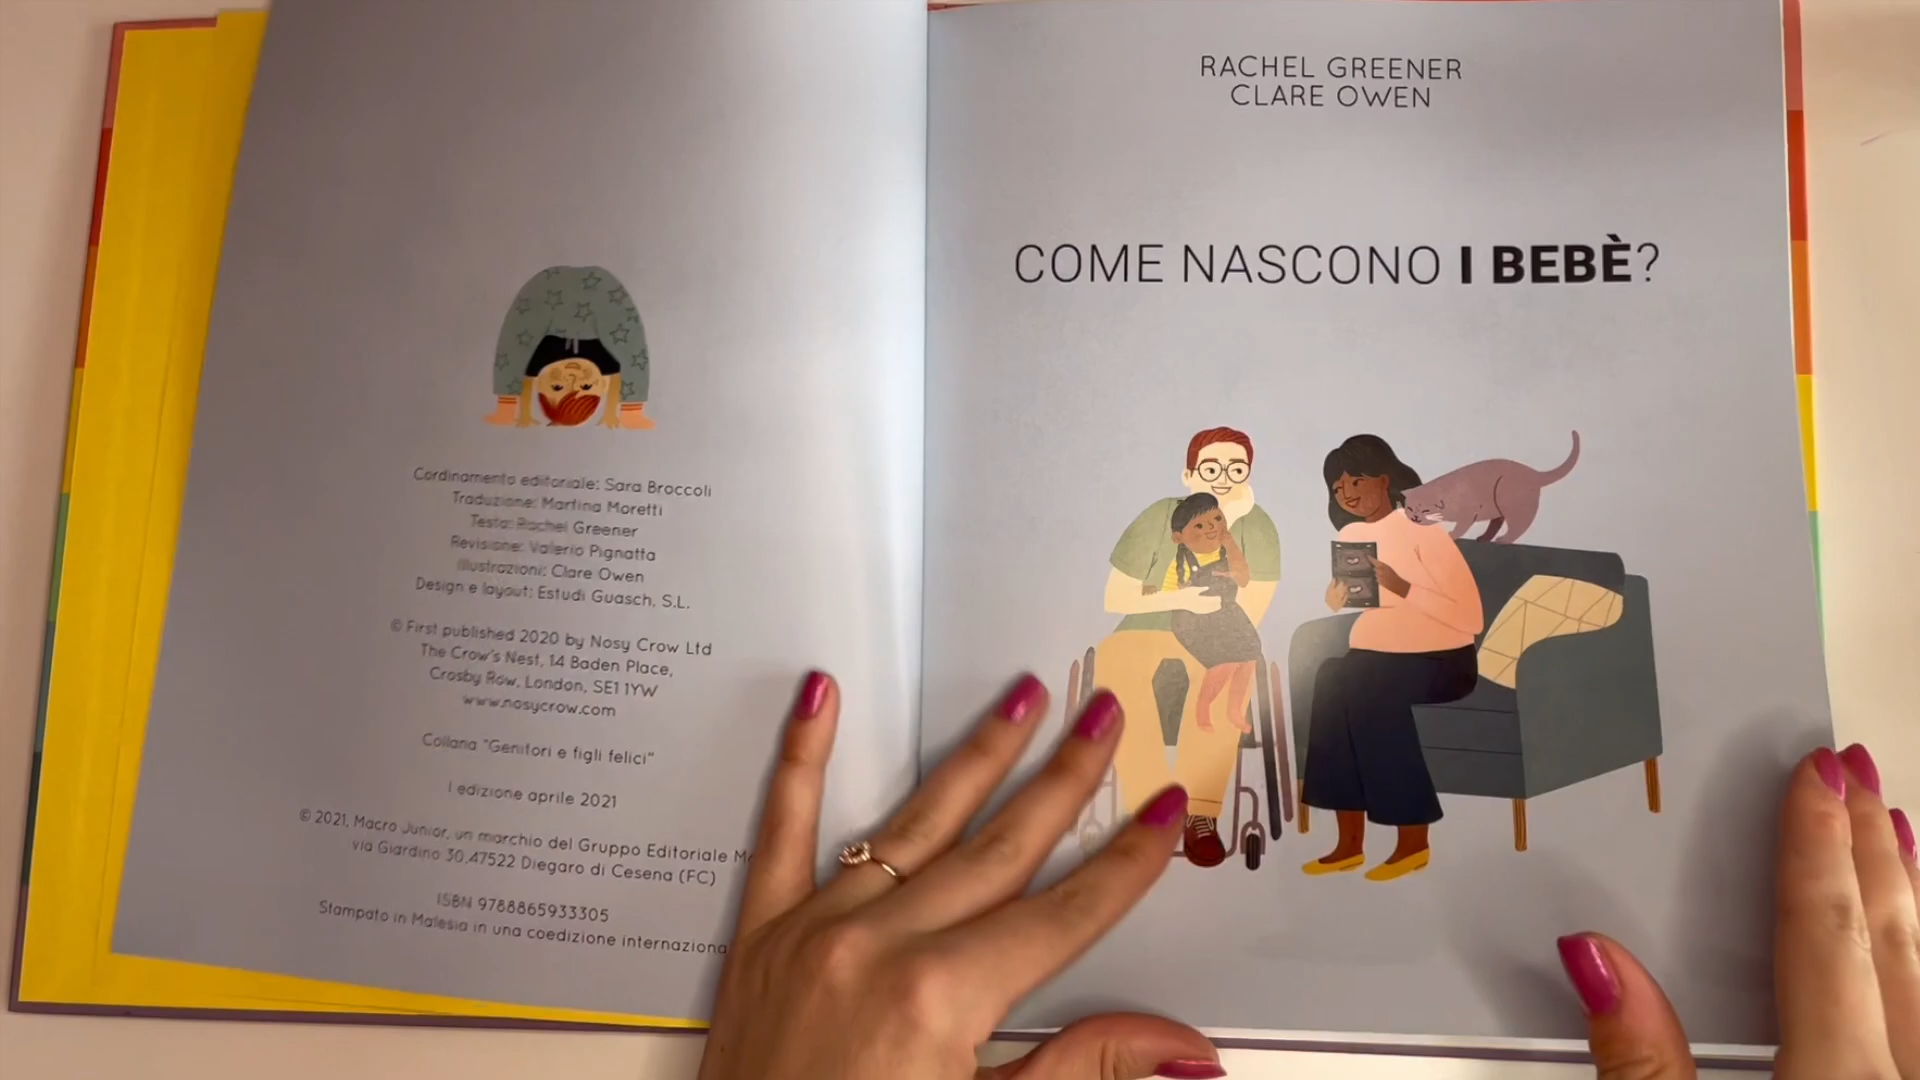 Cordinamento editoriale: Sara Broccoli
Traduzione: Martina Moretti
Testo: Rachel Greener
Revisione: Valerio Pignatta
Illustrazioni: Clare Owen
Design e layout: Estudi Guasch, S.L.
© First published 2020 by Nosy Crow Ltd
The Crow's Nest, 14 Baden Place,
Crosby Row, London, SE1 1YW
www.nosycrow.com
Collana "Genitori e figli felici"
I edizione aprile 2021
© 2021, Macro Junior, un marchio del Gruppo Editoriale
via Giardino 30,47522 Diegaro di Cesena (FC)
ISBN 9788865933305
Stampato in Malesia in una coedizione
RACHEL GREENER
CLARE OWEN
COME NASCONO I BEBÈ?